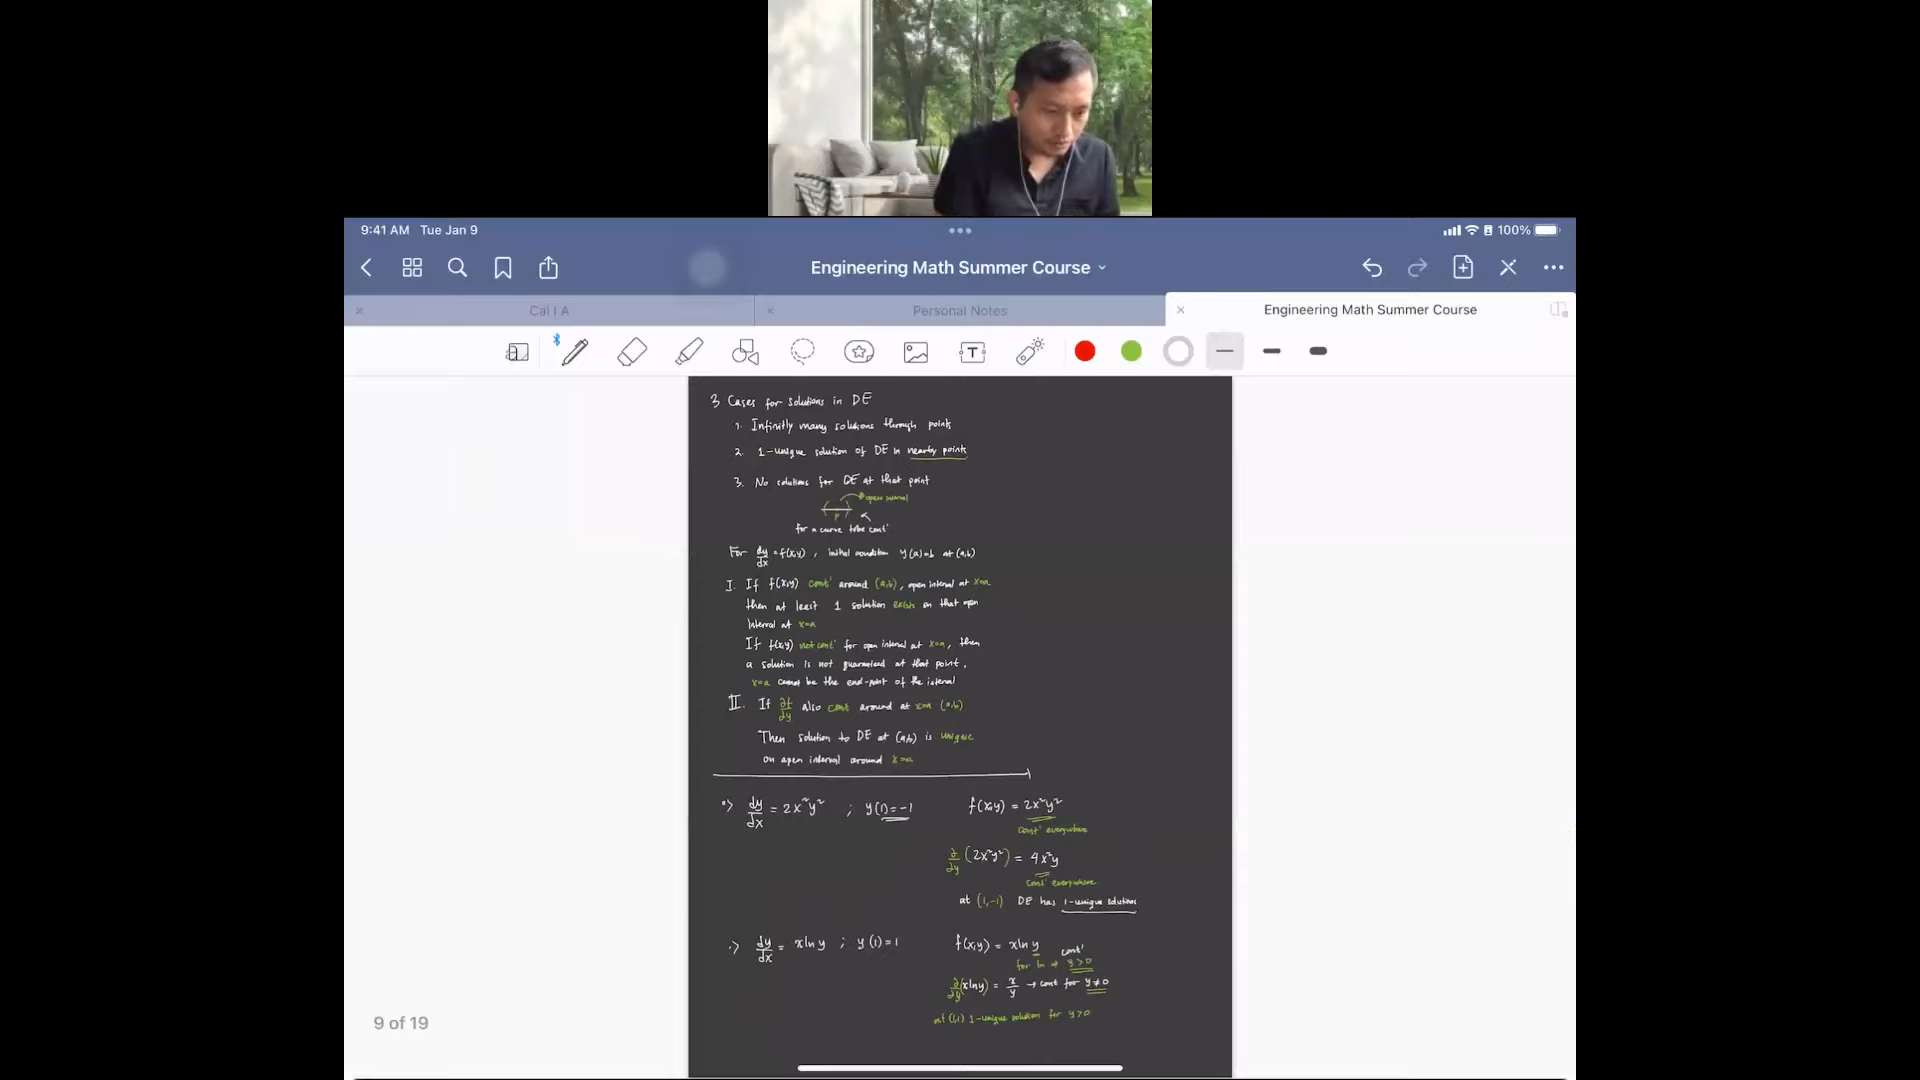 9:41 AM Tue Jan 9
100%
Engineering Math Summer Course
Cal I A
Personal Notes
Engineering Math Summer Course
3 Cases for solutions in DE
1. Infinitly many solutions through points
2. 1-unique solution of DE in nearby points
3. No solutions for DE at that point
open interval
P
for a curve to be cont'
For dy/dx = f(x,y) , initial condition y(a)=b at (a,b)
I. If f(x,y) cont' around (a,b), open interval at x=a
then at least 1 solution exists on that open
interval at x=a
If f(x,y) not cont' for open interval at x=a, then
a solution is not guaranteed at that point.
x=a cannot be the end-point of the interval
II. If ∂f/∂y also cont around at x=a (a,b)
Then solution to DE at (a,b) is unique
on open interval around x=a
dy/dx = 2x²y² ; y(1)=-1 f(x,y) = 2x²y²
cont' everywhere
∂/∂y (2x²y²) = 4x²y
cont' everywhere
at (1,-1) DE has 1-unique solution
dy/dx = x ln y ; y(1)=1 f(x,y) = x ln y cont'
for ln → y>0
∂/∂y (x ln y) = x/y → cont for y≠0
at (1,1) 1-unique solution for y>0
9 of 19